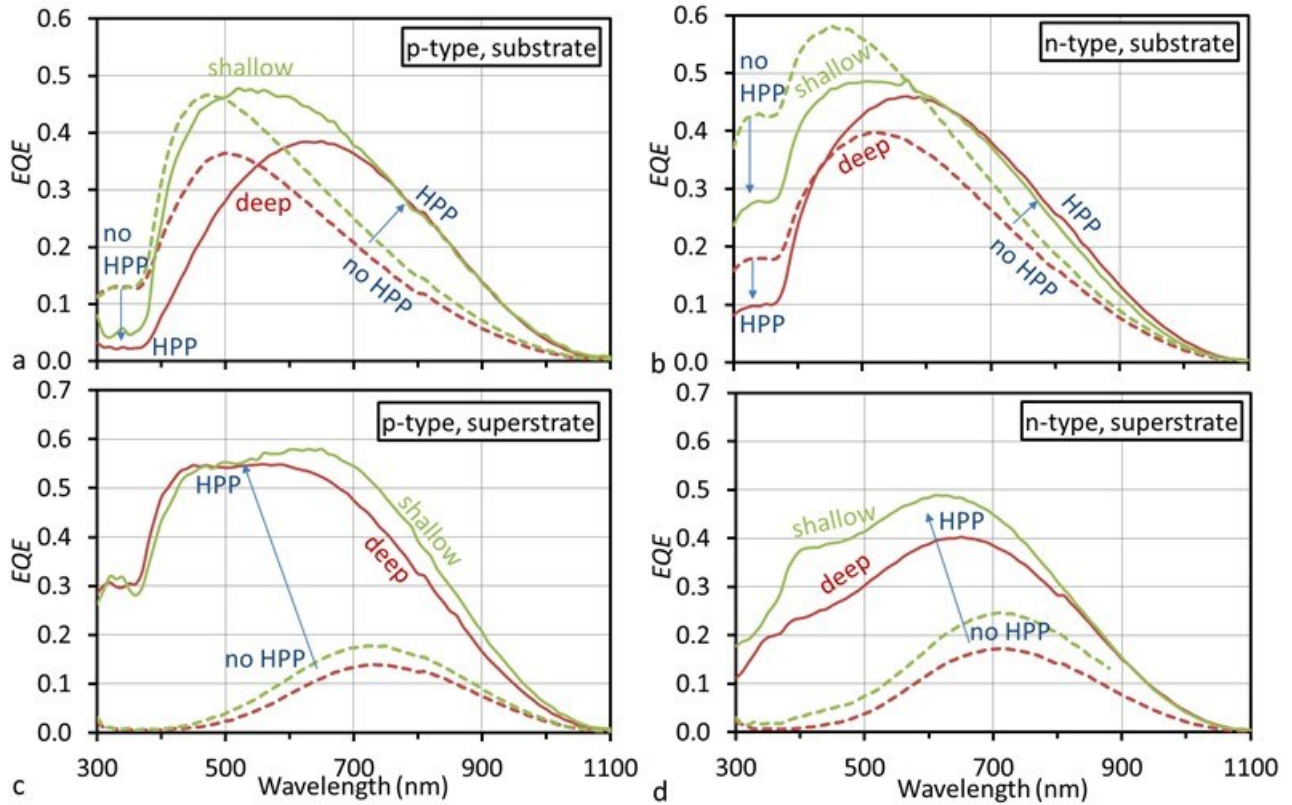 0.6
0.5
0.4
0.3
0.2
0.1
0.0
EQE
p-type, substrate
shallow
deep
no
HPP
HPP
HPP
no HPP
a
0.6
0.5
0.4
0.3
0.2
0.1
0.0
EQE
n-type, substrate
no
HPP
shallow
deep
HPP
HPP
no HPP
b
0.7
0.6
0.5
0.4
0.3
0.2
0.1
0.0
EQE
p-type, superstrate
HPP
shallow
deep
no HPP
300
500
700
900
1100
Wavelength (nm)
c
0.7
0.6
0.5
0.4
0.3
0.2
0.1
0.0
EQE
n-type, superstrate
shallow
HPP
deep
no HPP
300
500
700
900
1100
Wavelength (nm)
d